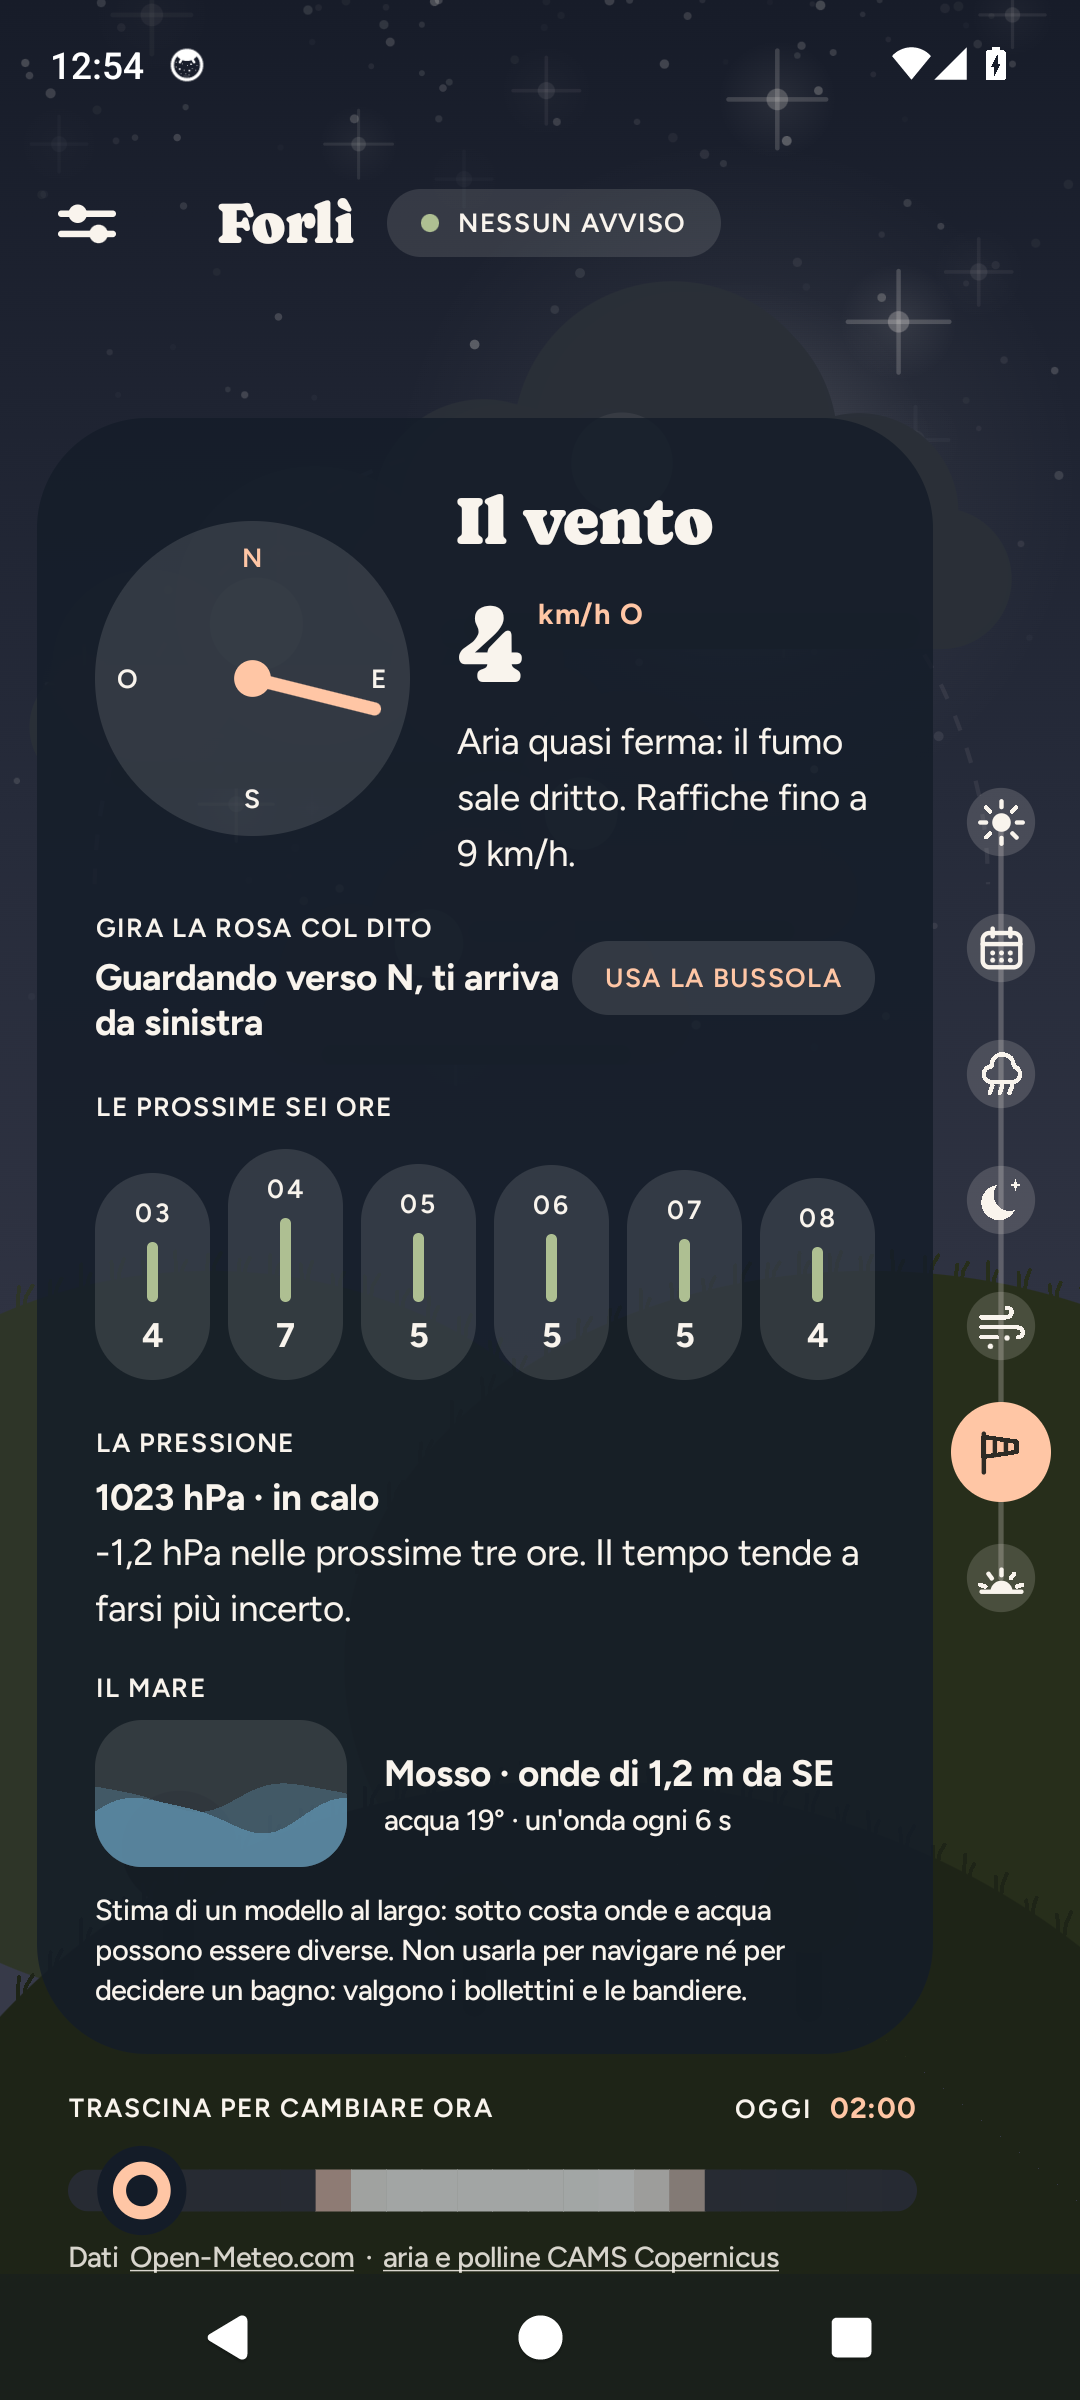 12:54
Forlì
NESSUN AVVISO
Il vento
4 km/h O
N
O
E
S
Aria quasi ferma: il fumo
sale dritto. Raffiche fino a
9 km/h.
GIRA LA ROSA COL DITO
Guardando verso N, ti arriva
da sinistra
USA LA BUSSOLA
LE PROSSIME SEI ORE
03 04 05 06 07 08
4 7 5 5 5 4
LA PRESSIONE
1023 hPa · in calo
-1,2 hPa nelle prossime tre ore. Il tempo tende a
farsi più incerto.
IL MARE
Mosso · onde di 1,2 m da SE
acqua 19° · un'onda ogni 6 s
Stima di un modello al largo: sotto costa onde e acqua
possono essere diverse. Non usarla per navigare né per
decidere un bagno: valgono i bollettini e le bandiere.
TRASCINA PER CAMBIARE ORA
OGGI 02:00
Dati Open-Meteo.com · aria e polline CAMS Copernicus